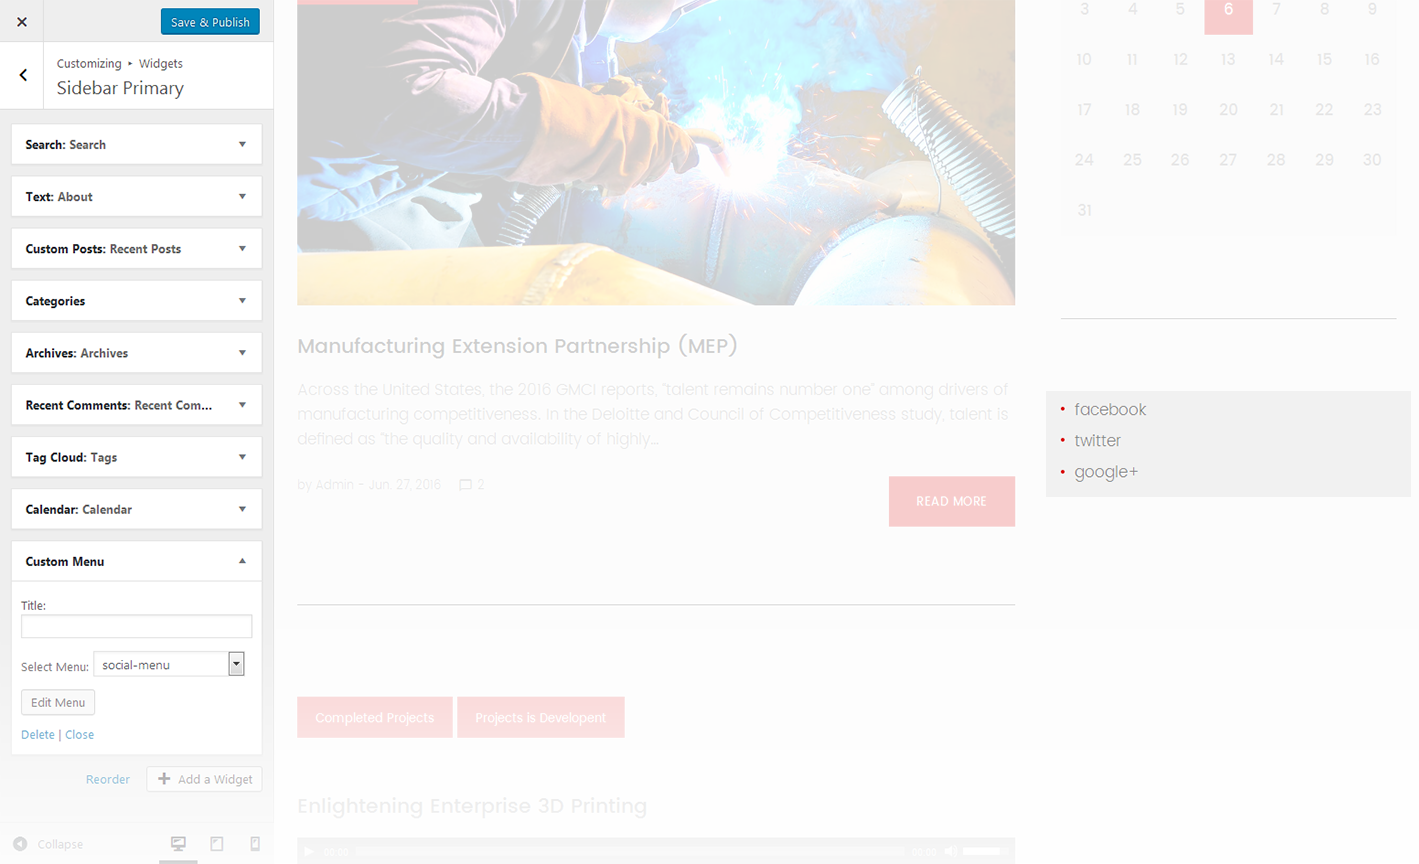 Save & Publish
Customizing ▸ Widgets
Sidebar Primary
Search: Search
Text: About
Custom Posts: Recent Posts
Categories
Archives: Archives
Recent Comments: Recent Com...
Tag Cloud: Tags
Calendar: Calendar
Custom Menu
Title:
Select Menu: social-menu
Edit Menu
Delete | Close
Reorder
Add a Widget
Collapse
Manufacturing Extension Partnership (MEP)
Across the United States, the 2016 GMCI reports, "talent remains number one" among drivers of
manufacturing competitiveness. In the Deloitte and Council of Competitiveness study, talent is
defined as "the quality and availability of highly...
by Admin - Jun, 27, 2016 2
READ MORE
Completed Projects
Projects is Developent
Enlightening Enterprise 3D Printing
00:00 00:00
3 4 5 6 7 8 9
10 11 12 13 14 15 16
17 18 19 20 21 22 23
24 25 26 27 28 29 30
31
• facebook
• twitter
• google+